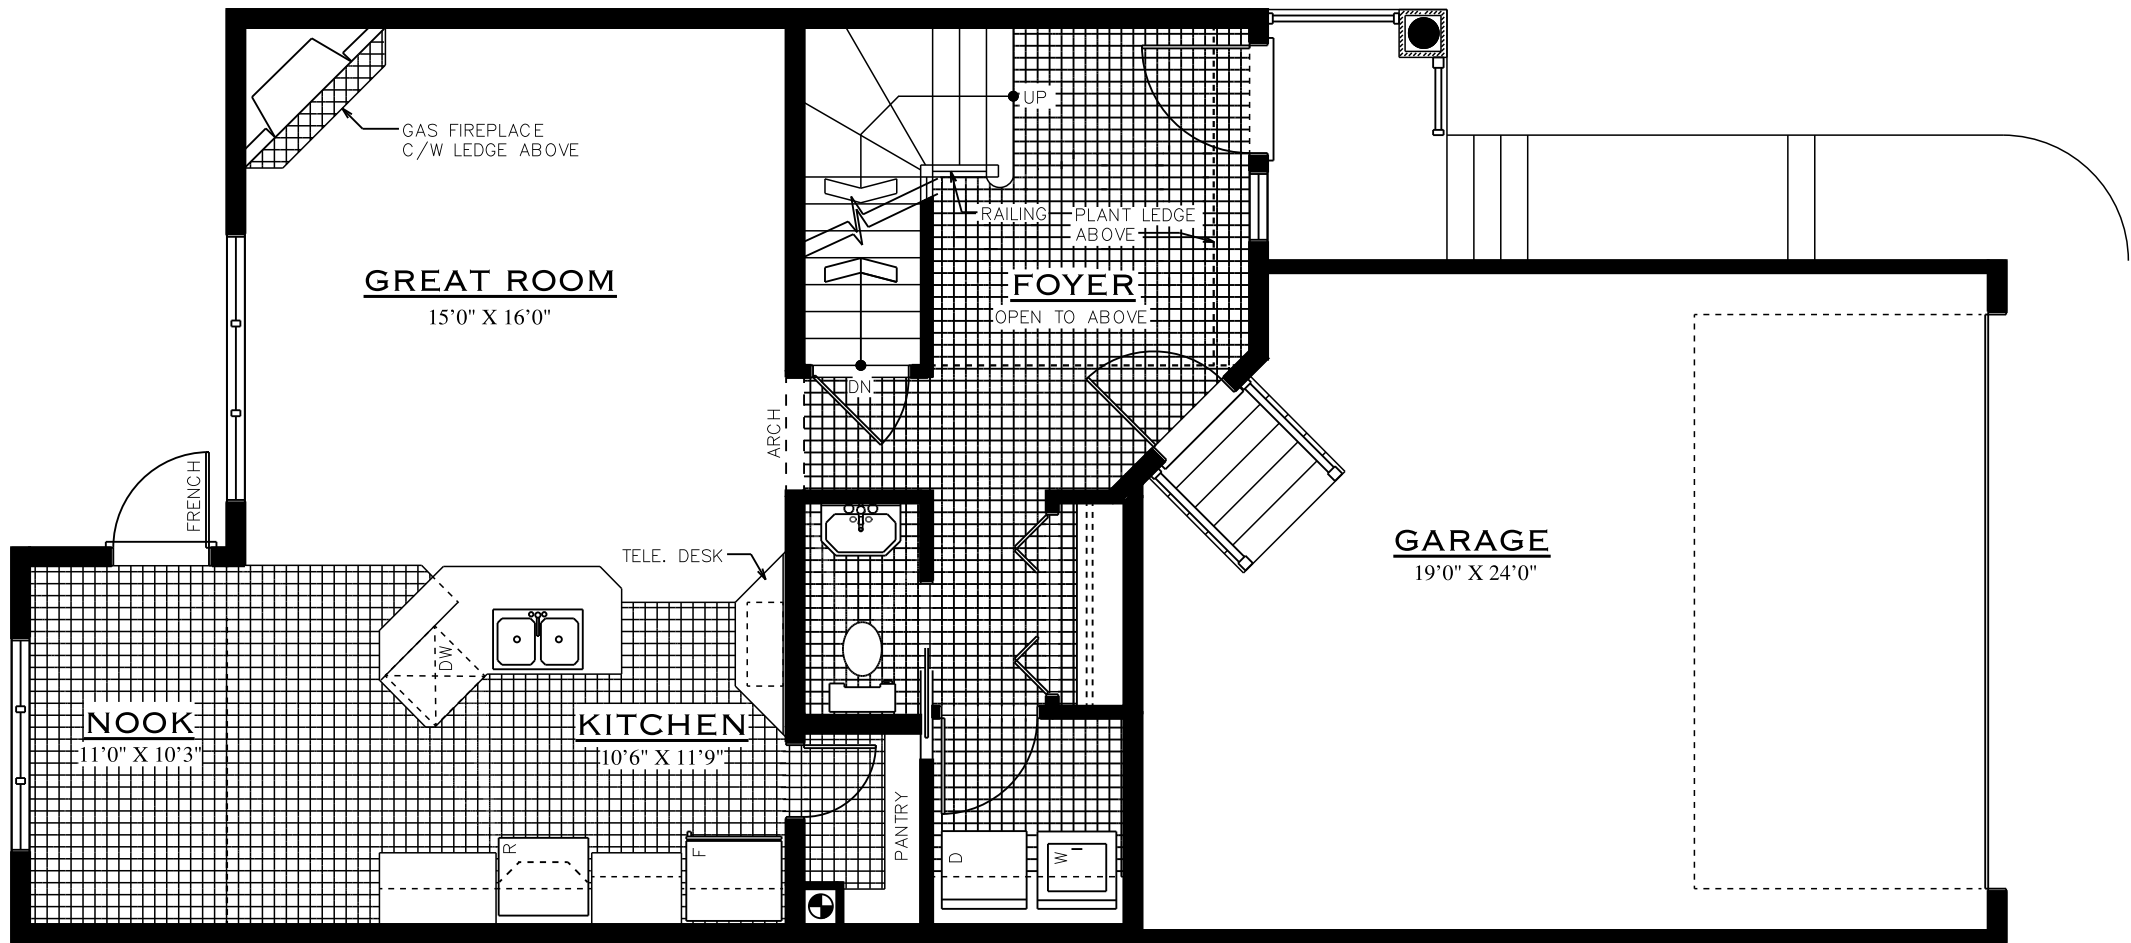 UP
GAS FIREPLACE
C/W LEDGE ABOVE
RAILING
PLANT LEDGE
ABOVE
GREAT ROOM
15'0" X 16'0"
FOYER
OPEN TO ABOVE
DN
ARCH
FRENCH
TELE. DESK
GARAGE
19'0" X 24'0"
DW
NOOK
11'0" X 10'3"
KITCHEN
10'6" X 11'9"
PANTRY
R
F
D
W